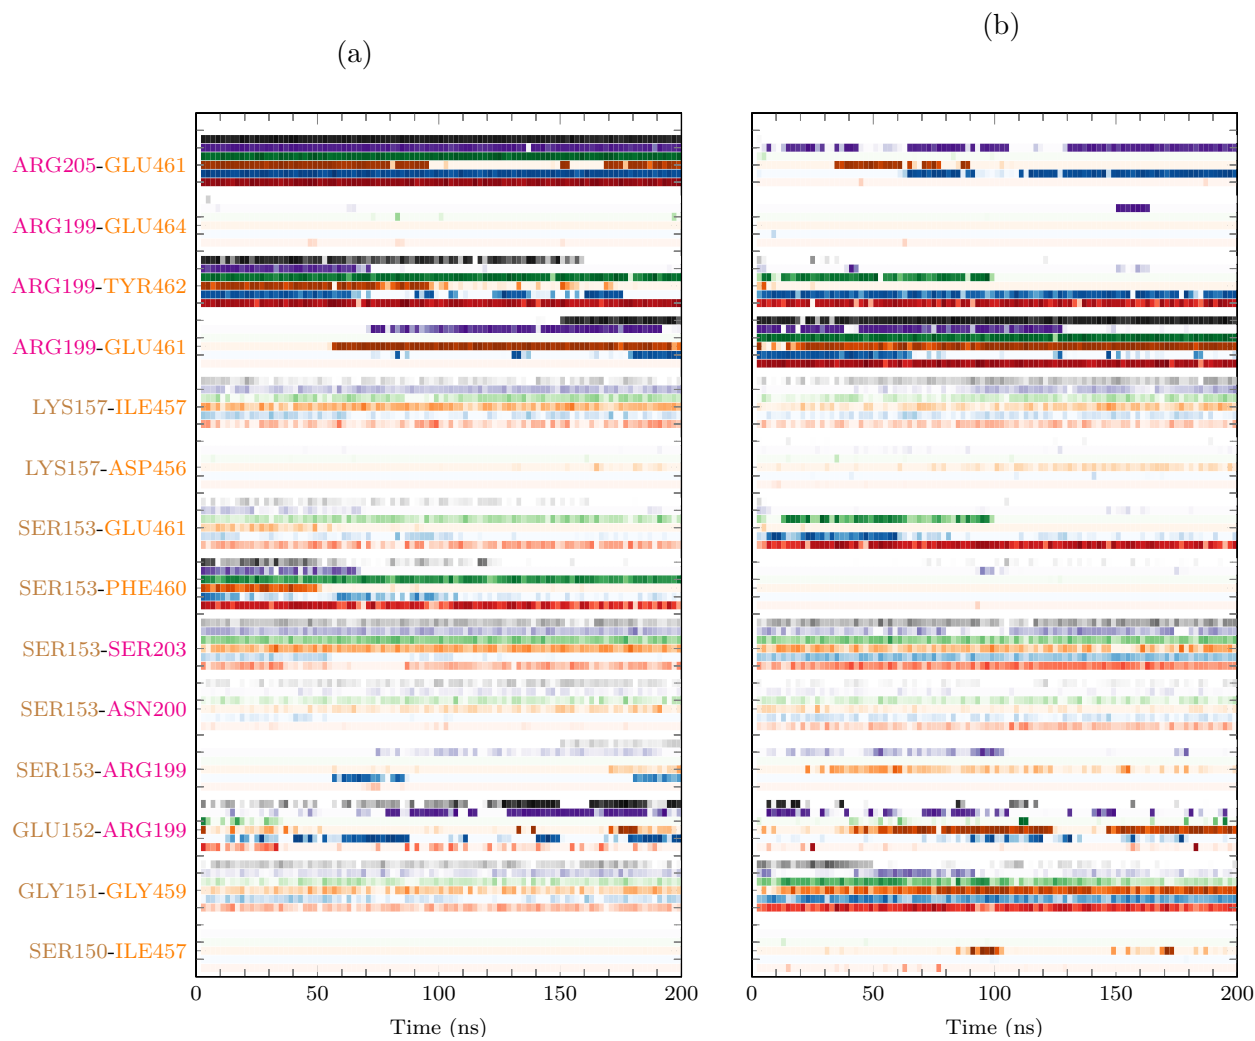 (a)
(b)
ARG205-GLU461
ARG199-GLU464
ARG199-TYR462
ARG199-GLU461
LYS157-ILE457
LYS157-ASP456
SER153-GLU461
SER153-PHE460
SER153-SER203
SER153-ASN200
SER153-ARG199
GLU152-ARG199
GLY151-GLY459
SER150-ILE457
0 50 100 150 200
0 50 100 150 200
Time (ns)
Time (ns)